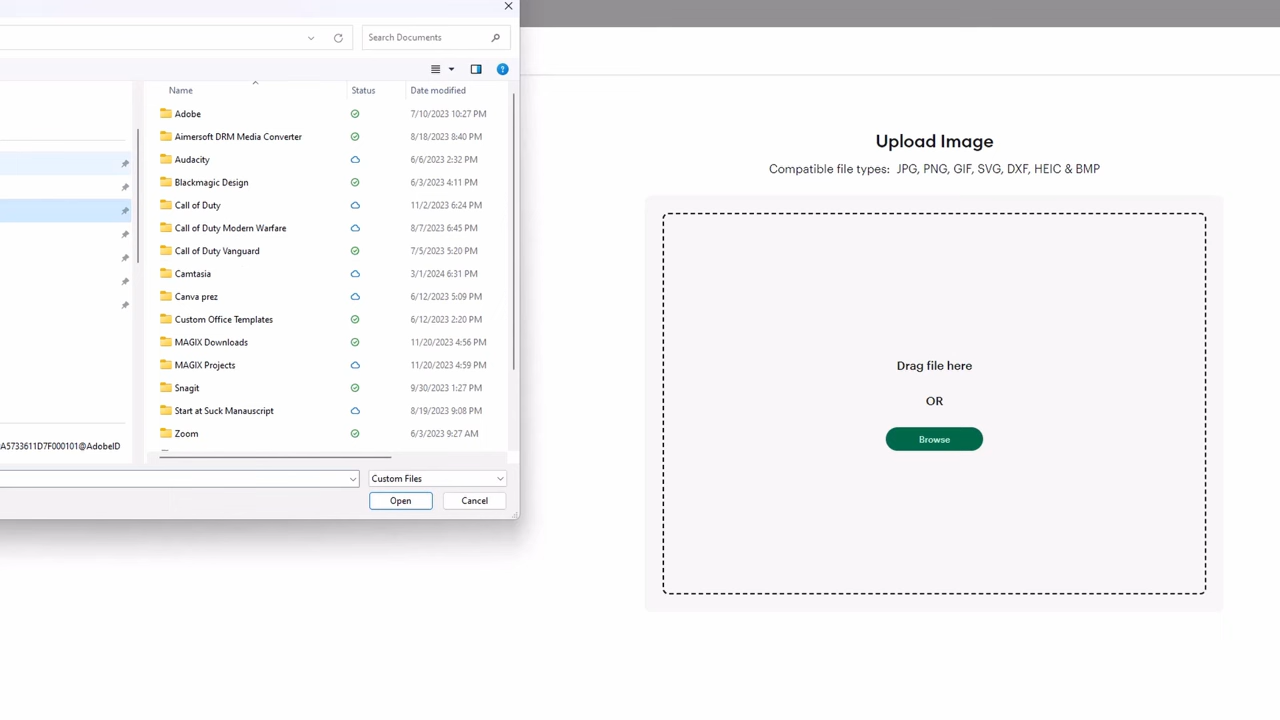 Search Documents
Name Status Date modified
Adobe 7/10/2023 10:27 PM
Aimersoft DRM Media Converter 8/18/2023 8:40 PM
Audacity 6/6/2023 2:32 PM
Blackmagic Design 6/3/2023 4:11 PM
Call of Duty 11/2/2023 6:24 PM
Call of Duty Modern Warfare 8/7/2023 6:45 PM
Call of Duty Vanguard 7/5/2023 5:20 PM
Camtasia 3/1/2024 6:31 PM
Canva prez 6/12/2023 5:09 PM
Custom Office Templates 6/12/2023 2:20 PM
MAGIX Downloads 11/20/2023 4:56 PM
MAGIX Projects 11/20/2023 4:59 PM
Snagit 9/30/2023 1:27 PM
Start at Suck Manauscript 8/19/2023 9:08 PM
Zoom 6/3/2023 9:27 AM
A5733611D7F000101@AdobeID
Custom Files
Open Cancel
Upload Image
Compatible file types: JPG, PNG, GIF, SVG, DXF, HEIC & BMP
Drag file here
OR
Browse